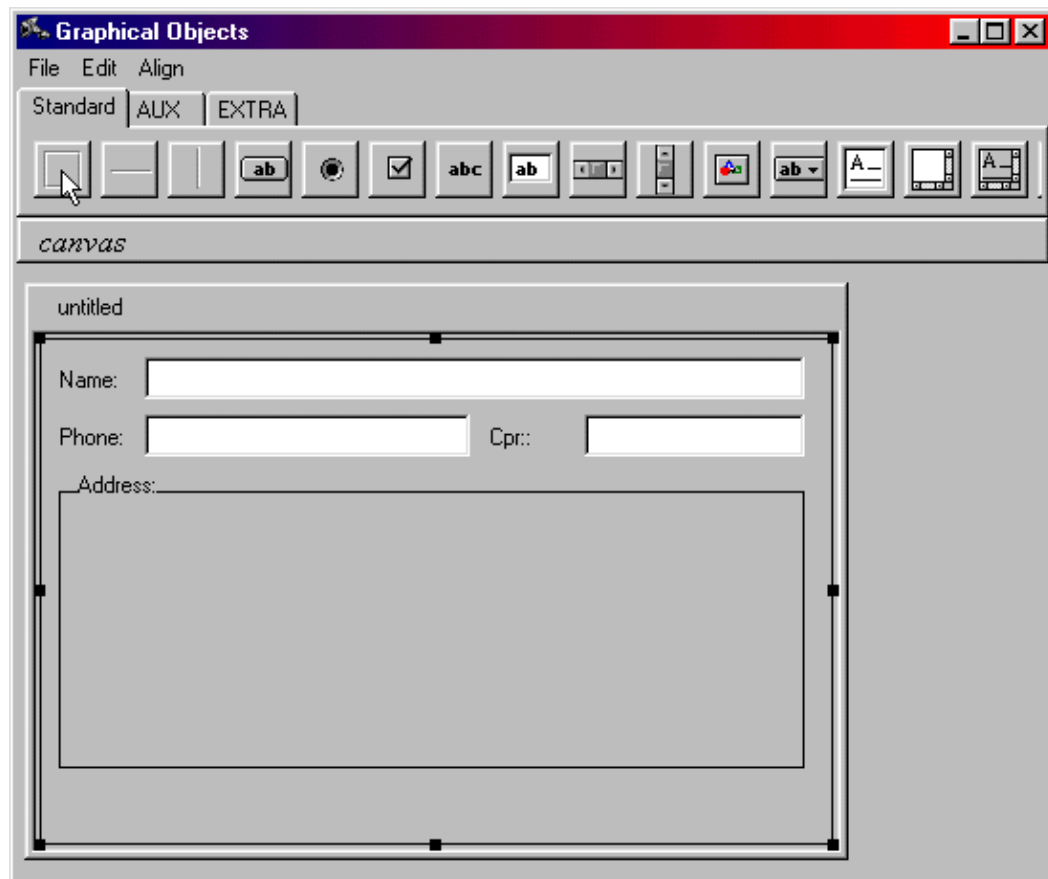 Graphical Objects
File Edit Align
Standard AUX EXTRA
ab abc ab ab A A
canvas
untitled
Name:
Phone: Cpr::
Address: